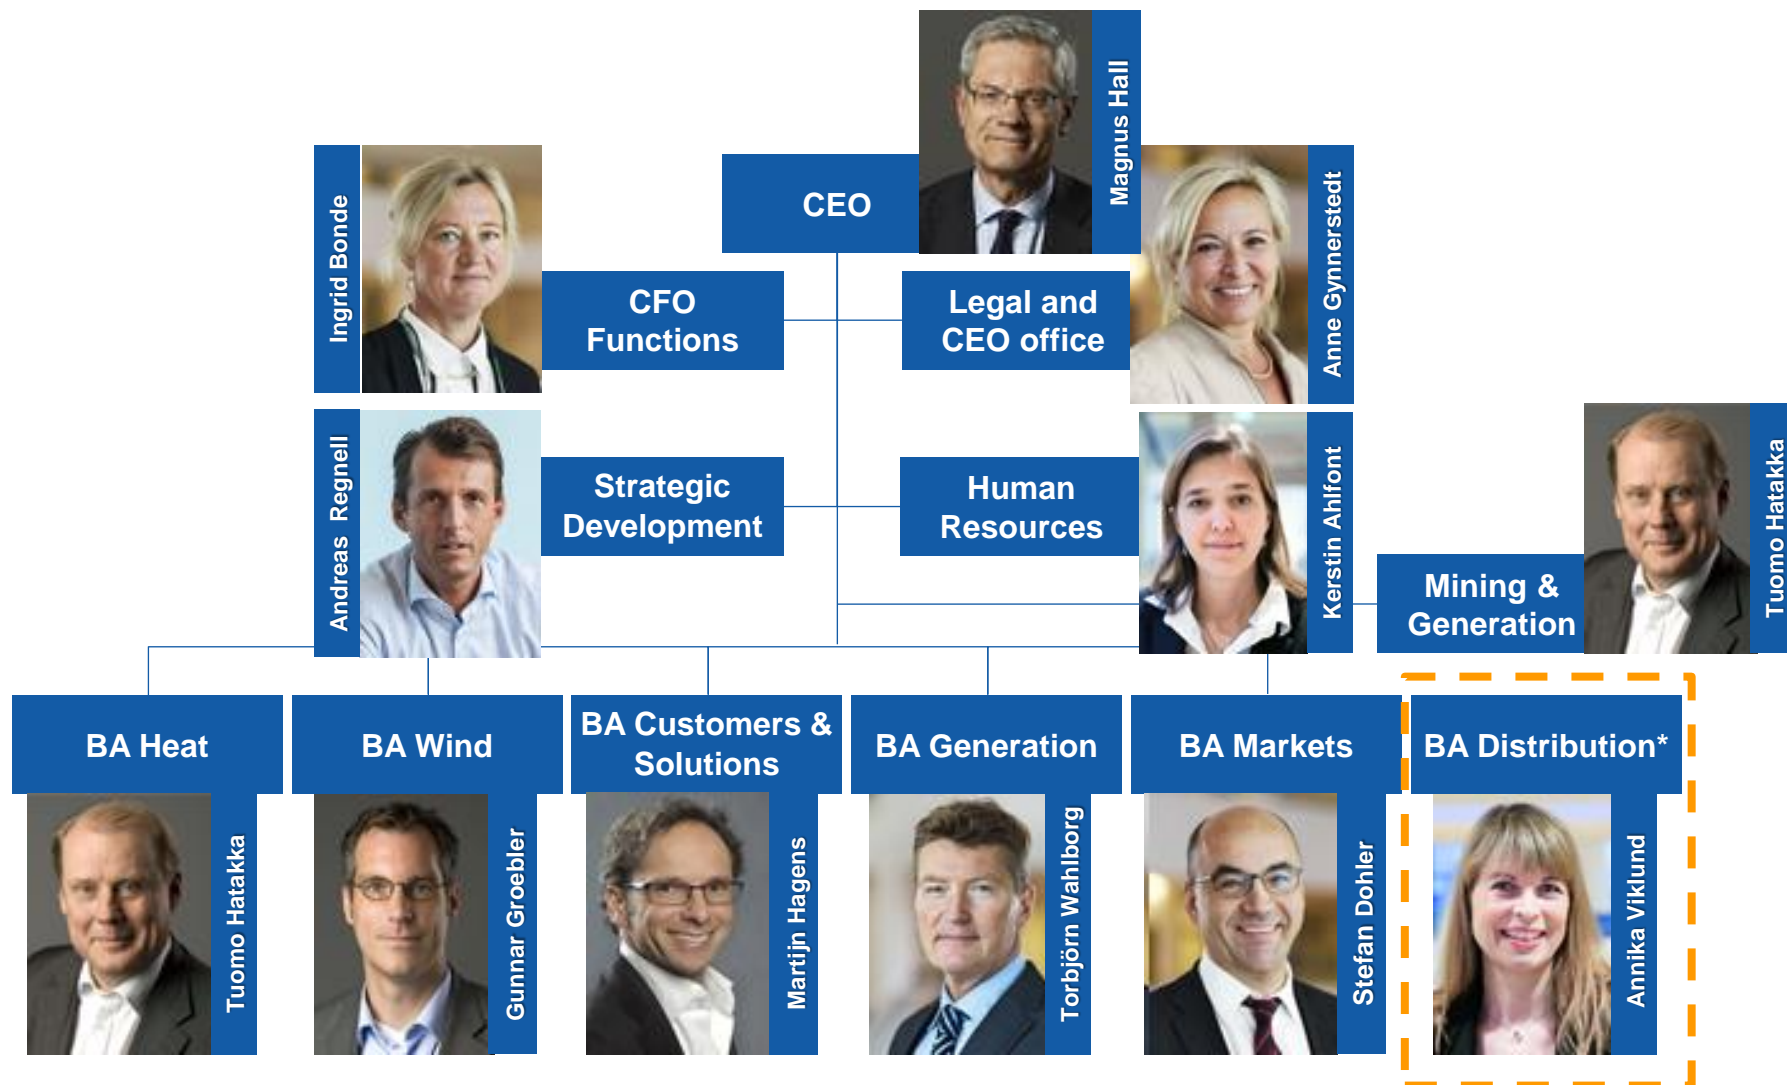 Magnus Hall
CEO
Ingrid Bonde
CFO
Functions
Legal and
CEO office
Anne Gynnerstedt
Andreas Regnell
Strategic
Development
Human
Resources
Kerstin Ahlfont
Mining &
Generation
Tuomo Hatakka
BA Heat
BA Wind
BA Customers &
Solutions
BA Generation
BA Markets
BA Distribution*
Tuomo Hatakka
Gunnar Groebler
Martijn Hagens
Torbjörn Wahlborg
Stefan Dohler
Annika Viklund